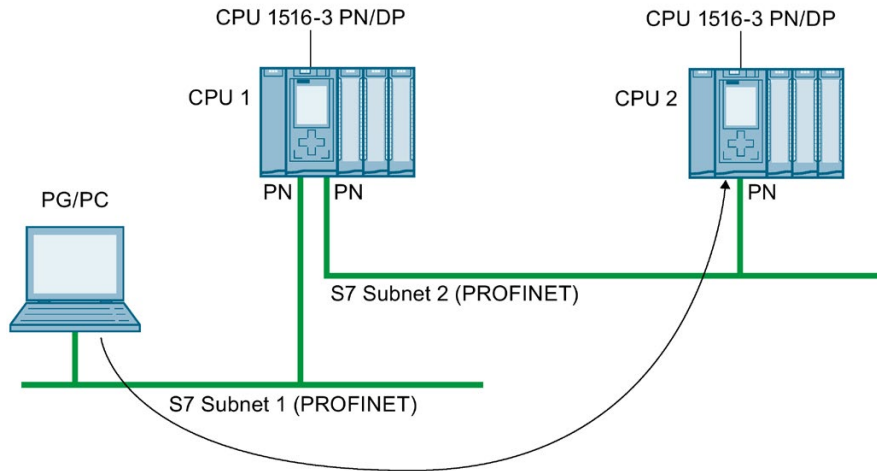 CPU 1516-3 PN/DP
CPU 1516-3 PN/DP
CPU 1
CPU 2
PN
PN
PN
PG/PC
S7 Subnet 2 (PROFINET)
S7 Subnet 1 (PROFINET)